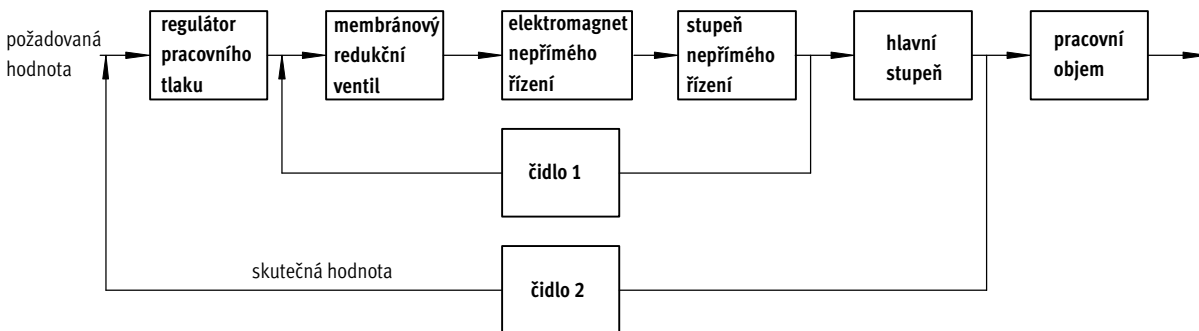 požadovaná
hodnota
regulátor
pracovního
tlaku
membránový
redukční
ventil
elektromagnet
nepřímého
řízení
stupeň
nepřímého
řízení
hlavní
stupeň
pracovní
objem
čidlo 1
skutečná hodnota
čidlo 2